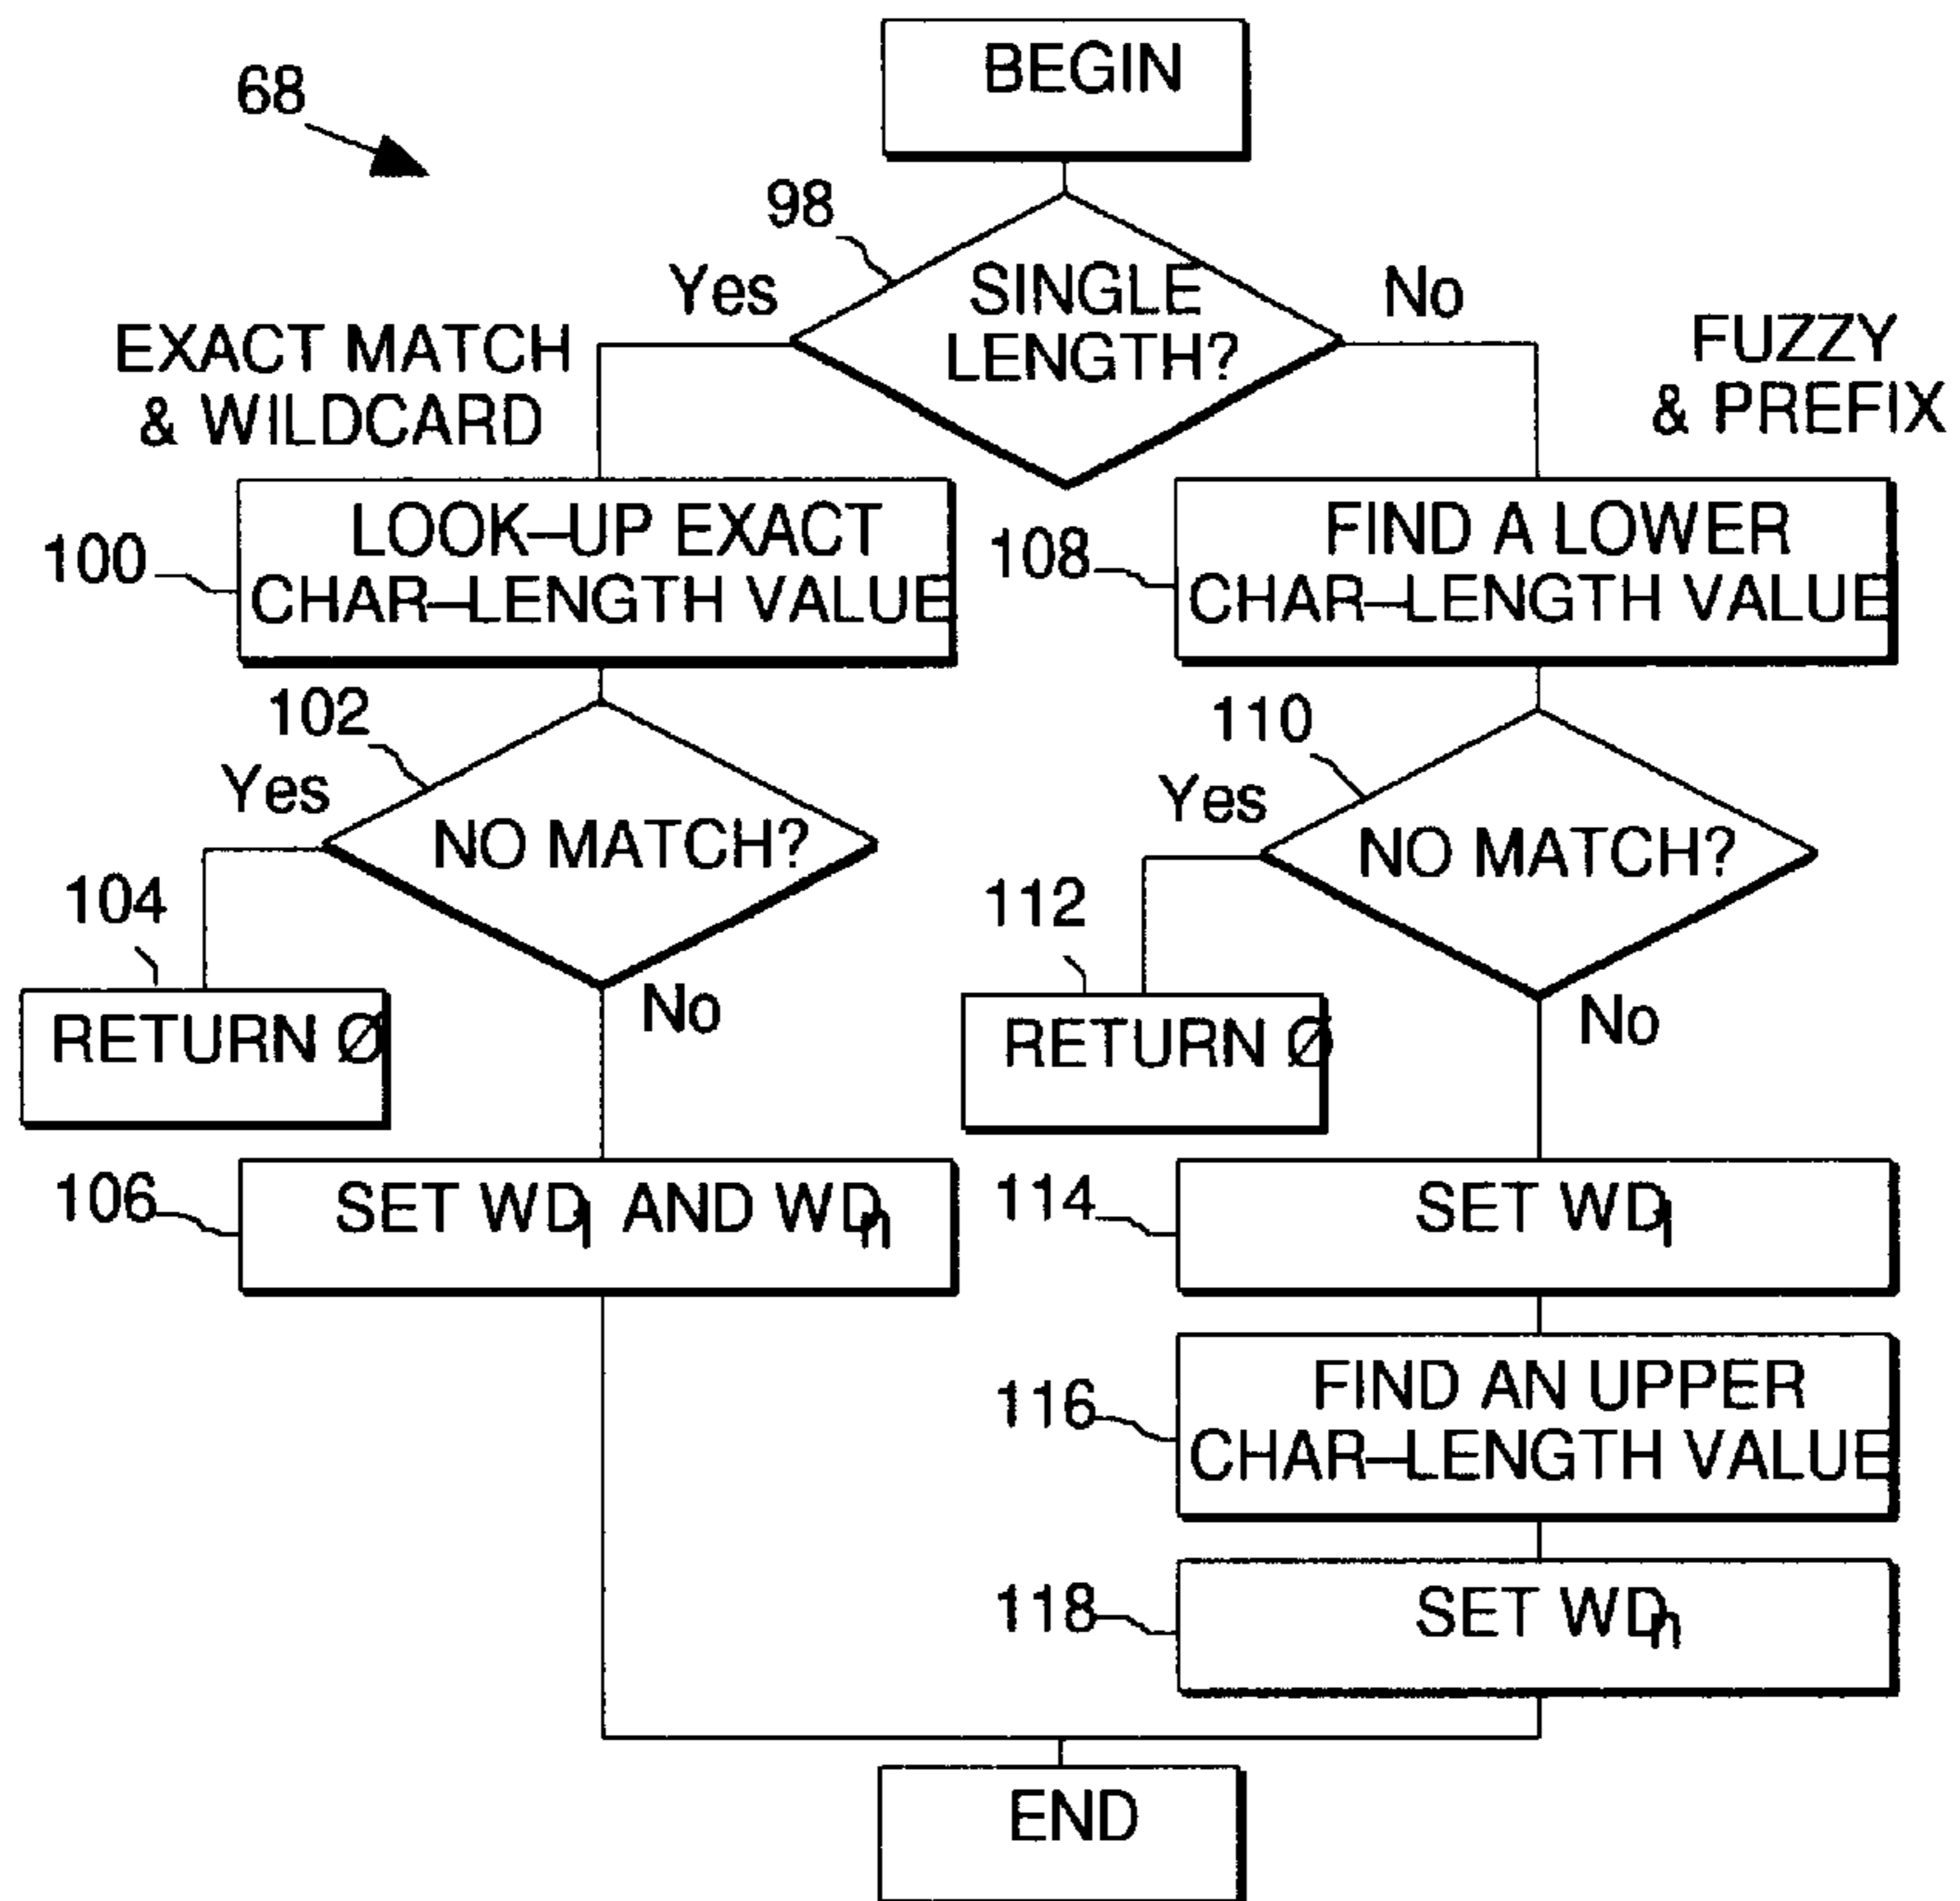 BEGIN
68
98
SINGLE
LENGTH?
Yes
No
EXACT MATCH
& WILDCARD
FUZZY
& PREFIX
100
LOOK–UP EXACT
CHAR–LENGTH VALUE
108
FIND A LOWER
CHAR–LENGTH VALUE
102
Yes
NO MATCH?
No
110
Yes
NO MATCH?
No
104
RETURN Ø
112
RETURN Ø
106
SET WDl AND WDh
114
SET WDl
116
FIND AN UPPER
CHAR–LENGTH VALUE
118
SET WDh
END